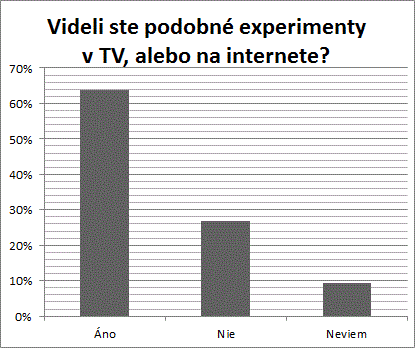 Videli ste podobné experimenty
v TV, alebo na internete?
70%
60%
50%
40%
30%
20%
10%
0%
Áno Nie Neviem